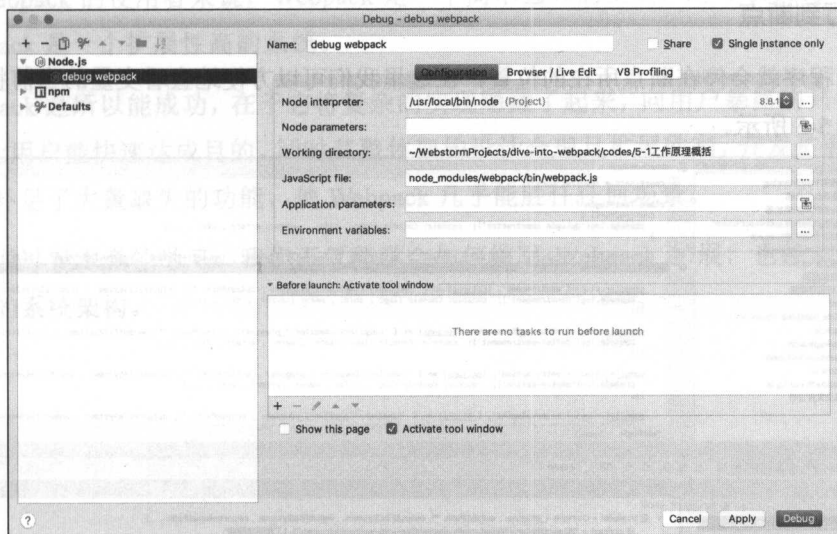 Debug - debug webpack
Name: debug webpack
Share
Single instance only
Node.js
debug webpack
npm
Defaults
Configuration
Browser / Live Edit
V8 Profiling
Node interpreter: /usr/local/bin/node (Project) 8.8.1
Node parameters:
Working directory: ~/WebstormProjects/dive-into-webpack/codes/5-1工作原理概括
JavaScript file: node_modules/webpack/bin/webpack.js
Application parameters:
Environment variables:
Before launch: Activate tool window
There are no tasks to run before launch
Show this page
Activate tool window
?
Cancel
Apply
Debug